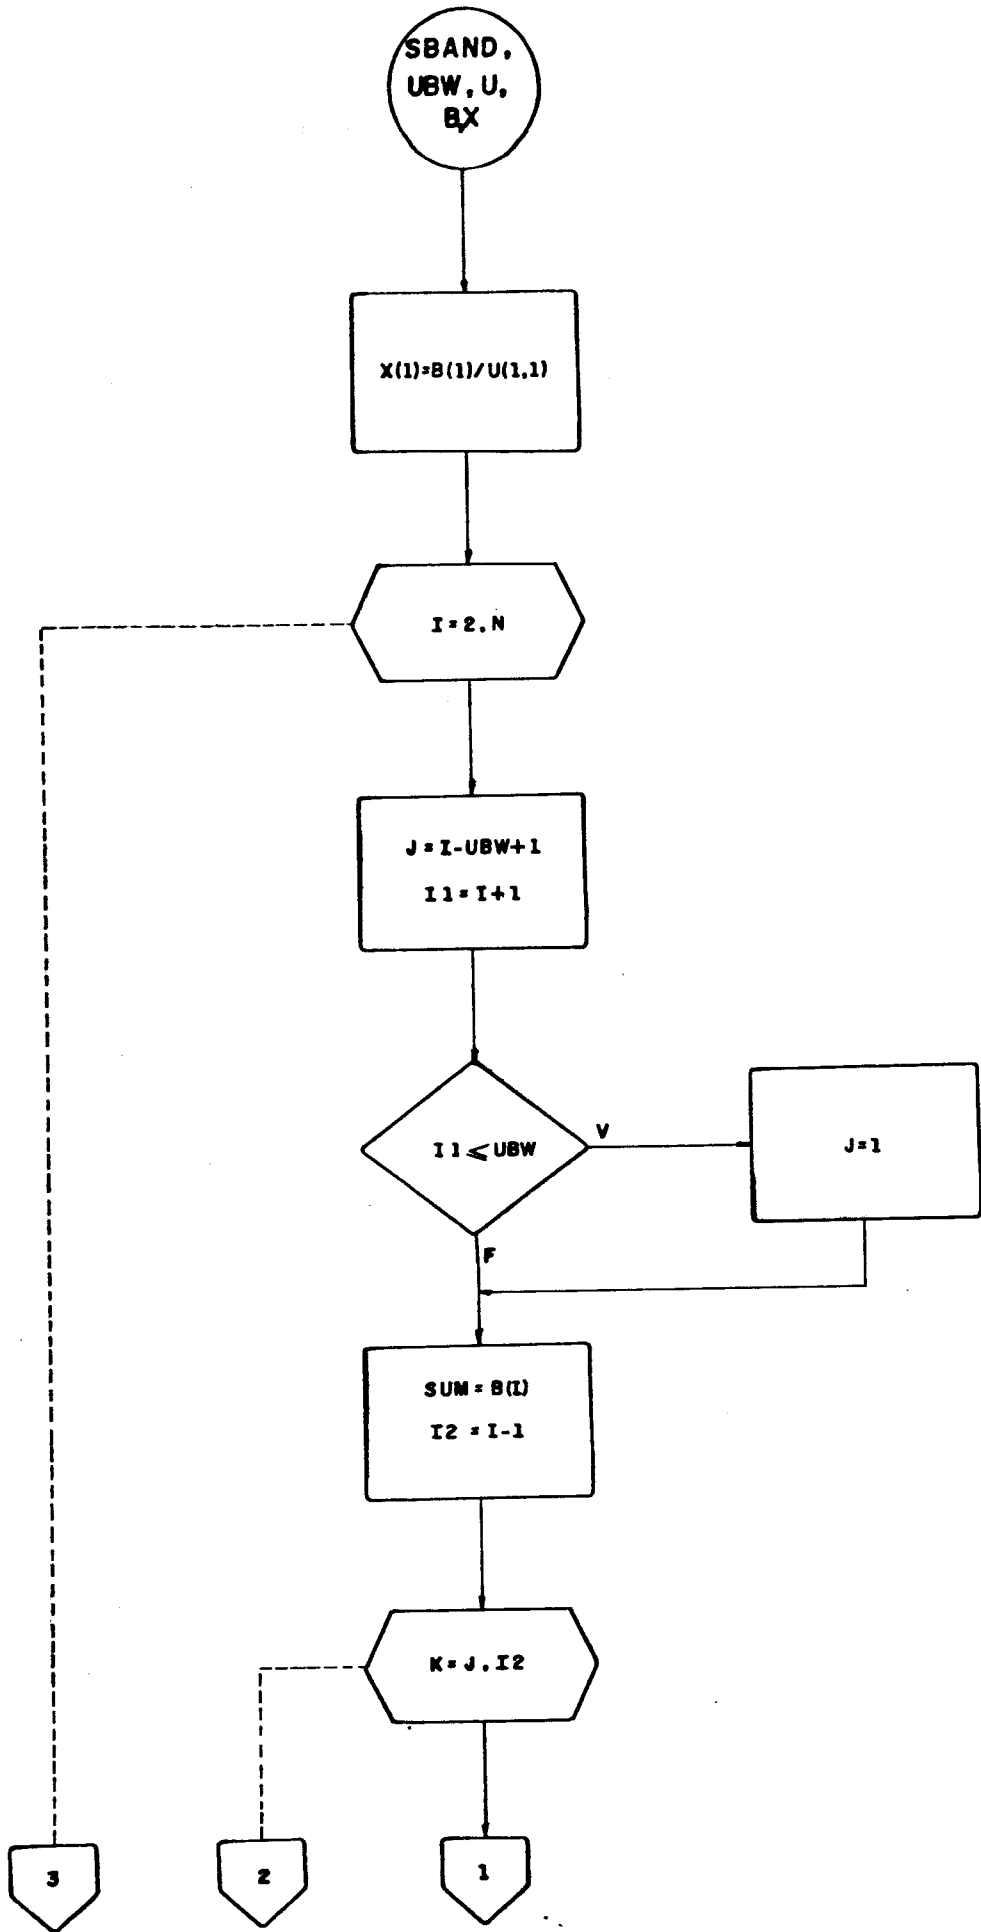 SBAND,
UBW, U,
B,X
X(1)=B(1)/U(1,1)
I=2,N
J=I-UBW+1
I1=I+1
I1⩽UBW
V
J=1
F
SUM=B(I)
I2=I-1
K=J,I2
3
2
1